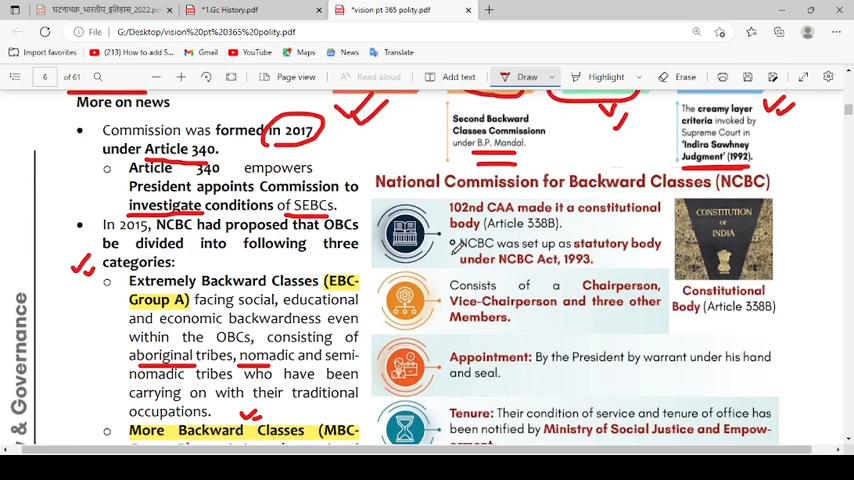 घटनाचक्र_भारतीय_इतिहास_2022.pdf
*1.Gc History.pdf
*vision pt 365 polity.pdf
File
G:/Desktop/vision%20pt%20365%20polity.pdf
Import favorites
(213) How to add S...
Gmail
YouTube
Maps
News
Translate
6
of 61
Page view
Read aloud
Add text
Draw
Highlight
Erase
More on news
Commission was formed in 2017
under Article 340.
Article 340 empowers
President appoints Commission to
investigate conditions of SEBCs.
In 2015, NCBC had proposed that OBCs
be divided into following three
categories:
Extremely Backward Classes (EBC-
Group A) facing social, educational
and economic backwardness even
within the OBCs, consisting of
aboriginal tribes, nomadic and semi-
nomadic tribes who have been
carrying on with their traditional
occupations.
More Backward Classes (MBC-
& Governance
Second Backward
Classes Commission
under B.P. Mandal.
The creamy layer
criteria invoked by
Supreme Court in
'Indira Sawhney
Judgment' (1992).
National Commission for Backward Classes (NCBC)
102nd CAA made it a constitutional
body (Article 338B).
NCBC was set up as statutory body
under NCBC Act, 1993.
CONSTITUTION
OF
INDIA
Constitutional
Body (Article 338B)
Consists of a Chairperson,
Vice-Chairperson and three other
Members.
Appointment: By the President by warrant under his hand
and seal.
Tenure: Their condition of service and tenure of office has
been notified by Ministry of Social Justice and Empow-
erment.